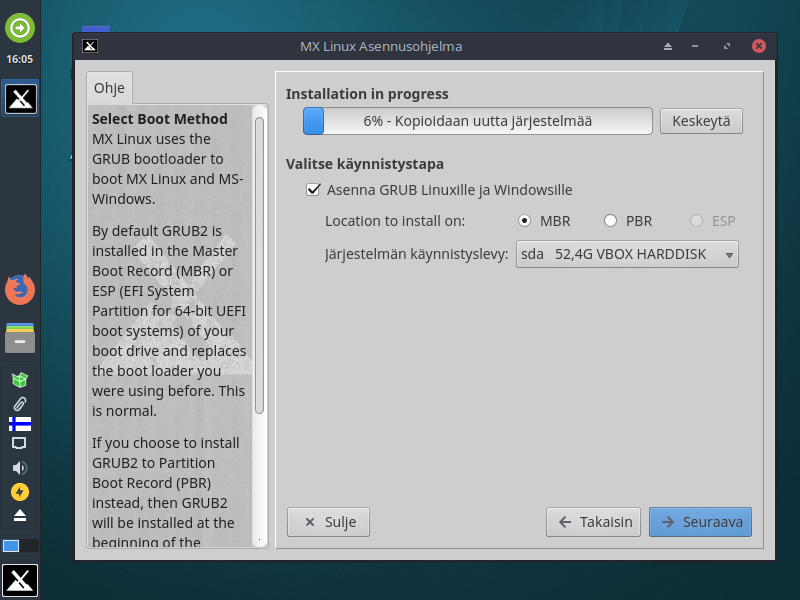 MX Linux Asennusohjelma
16:05
Ohje
Select Boot Method
MX Linux uses the
GRUB bootloader to
boot MX Linux and MS-
Windows.
By default GRUB2 is
installed in the Master
Boot Record (MBR) or
ESP (EFI System
Partition for 64-bit UEFI
boot systems) of your
boot drive and replaces
the boot loader you
were using before. This
is normal.
If you choose to install
GRUB2 to Partition
Boot Record (PBR)
instead, then GRUB2
will be installed at the
beginning of the
Installation in progress
6% - Kopioidaan uutta järjestelmää
Keskeytä
Valitse käynnistystapa
Asenna GRUB Linuxille ja Windowsille
Location to install on: MBR PBR ESP
Järjestelmän käynnistyslevy: sda 52,4G VBOX HARDDISK
Sulje Takaisin Seuraava